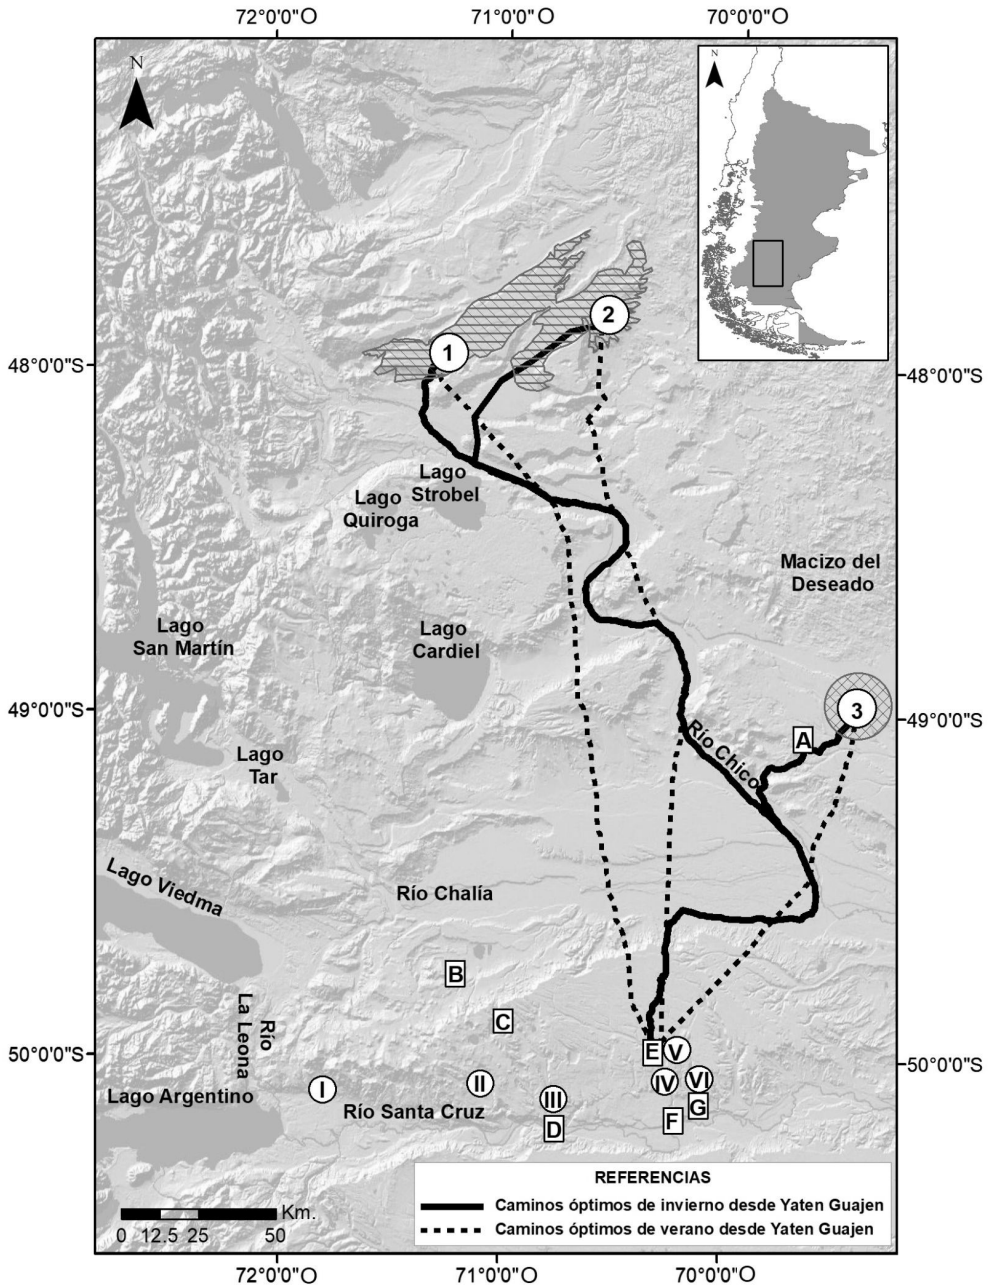 72°0'0"O 71°0'0"O 70°0'0"O
N
N
2
1
48°0'0"S
48°0'0"S
Lago
Strobel
Lago
Quiroga
Macizo del
Deseado
Lago
San Martín
Lago
Cardiel
49°0'0"S
49°0'0"S
3
A
Río Chico
Lago
Tar
Lago Viedma
Río Chalía
B
C
Río
La Leona
50°0'0"S
50°0'0"S
E
V
I
II
III
IV
VI
Lago Argentino
Río Santa Cruz
D
F
G
REFERENCIAS
Caminos óptimos de invierno desde Yaten Guajen
Caminos óptimos de verano desde Yaten Guajen
Km.
0 12.5 25 50
72°0'0"O 71°0'0"O 70°0'0"O